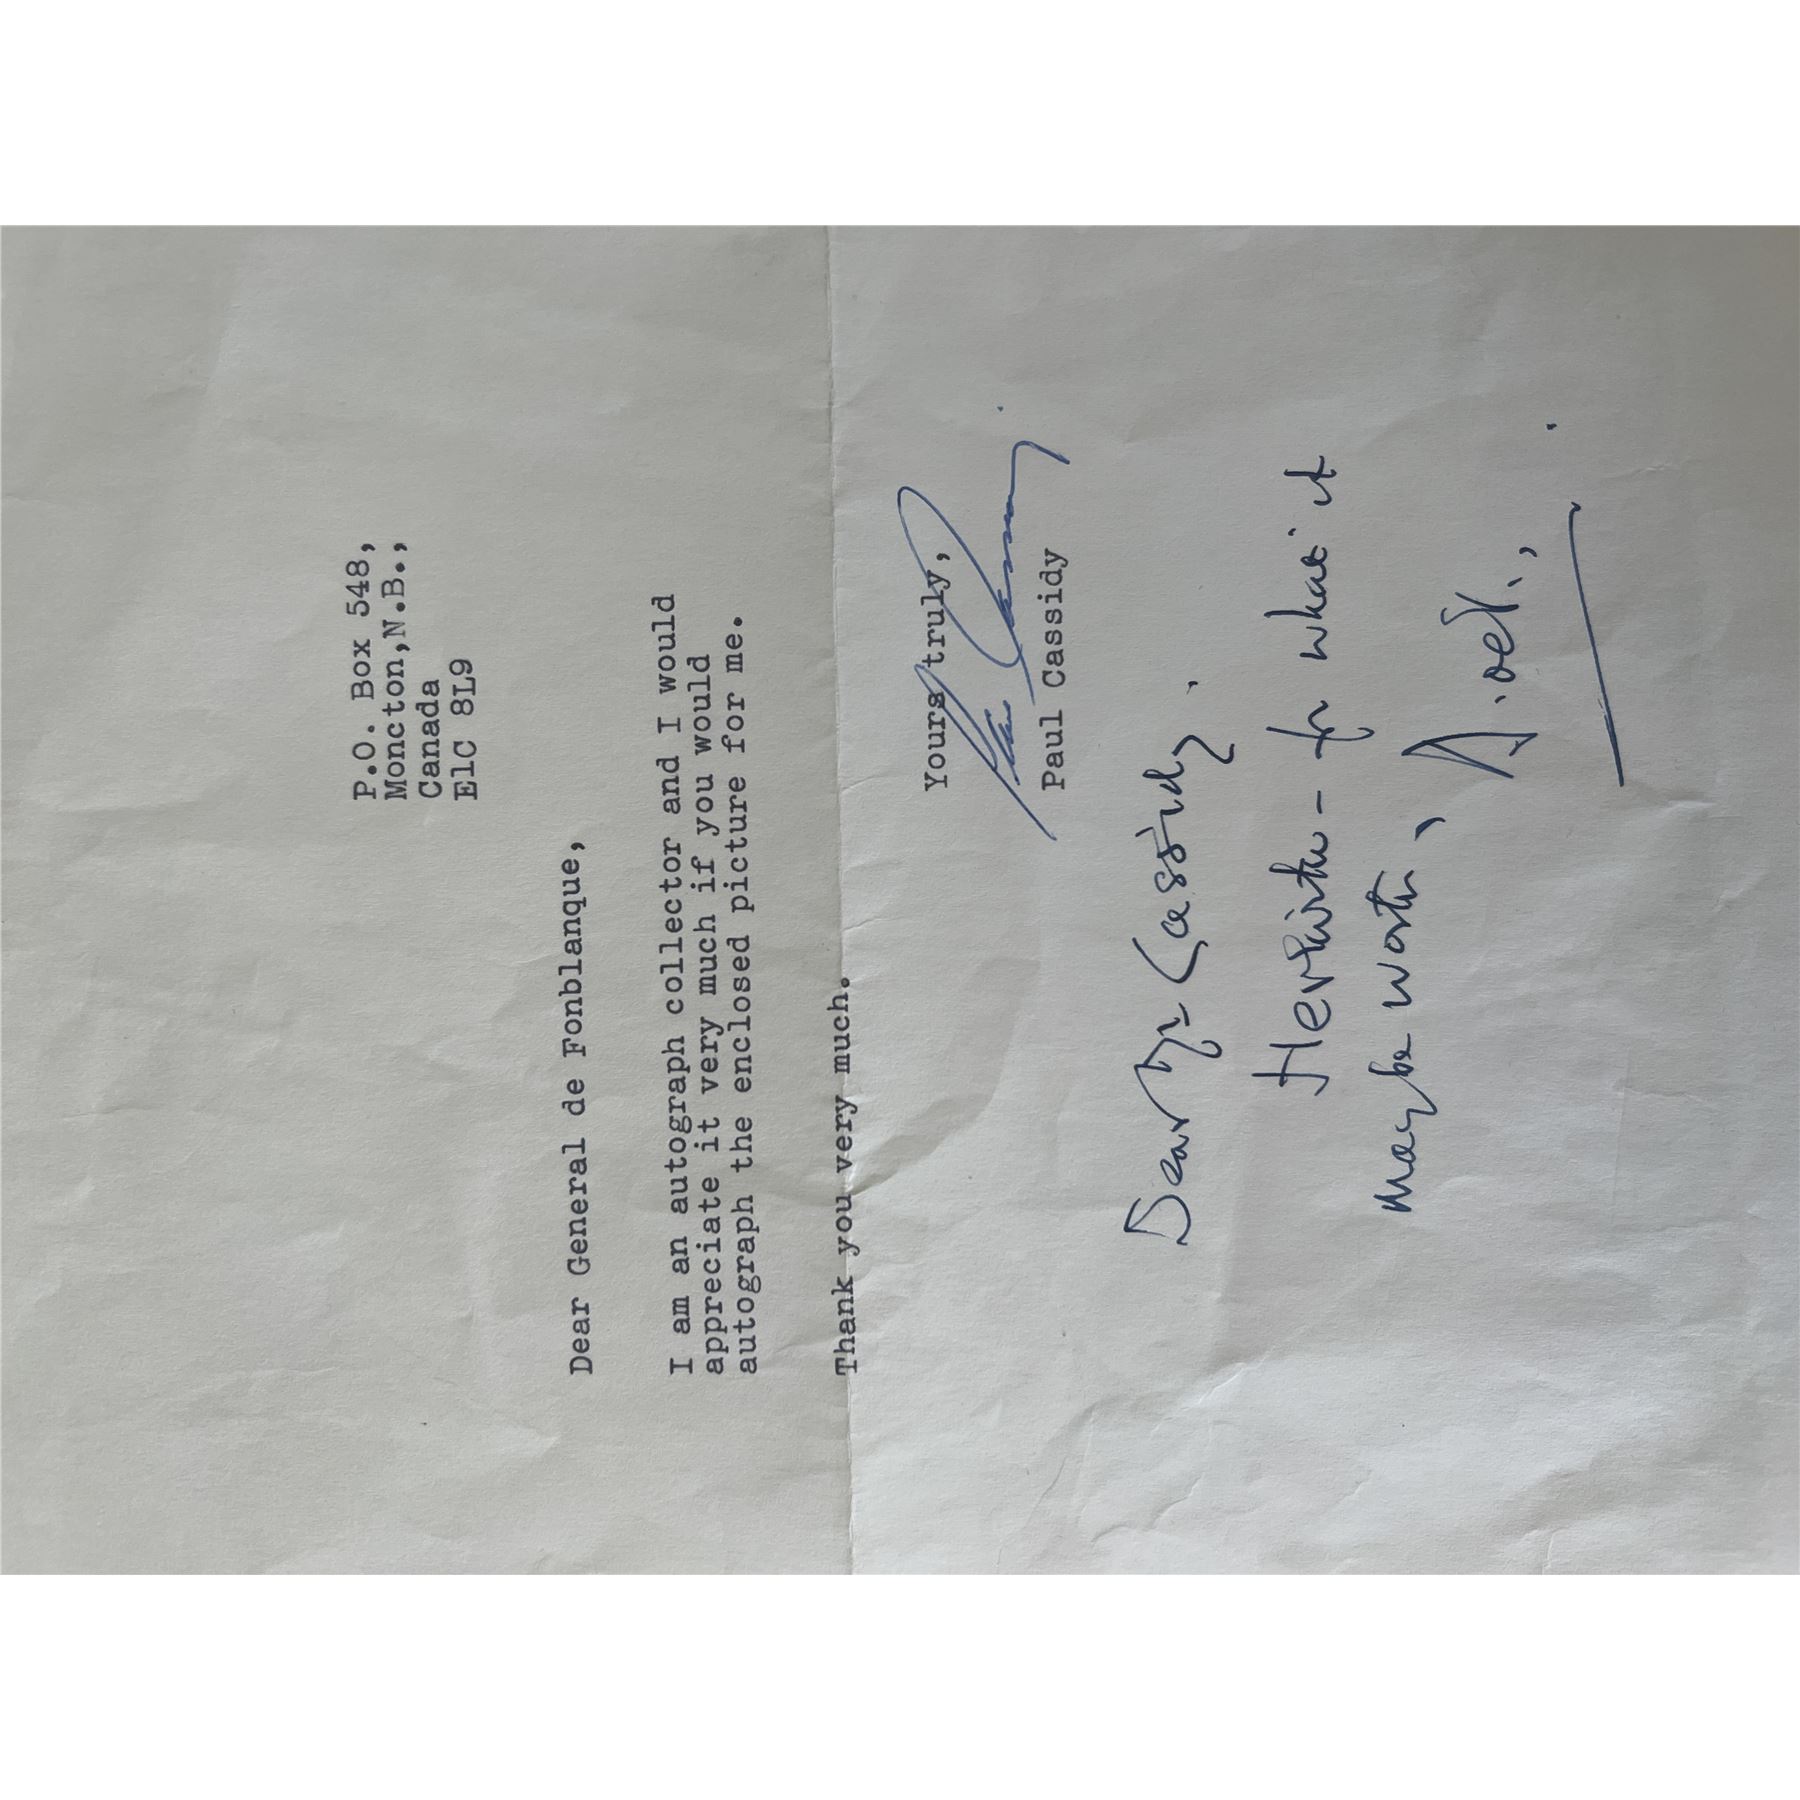 P.O. Box 548,
Moncton,N.B.,
Canada
E1C 8L9
Dear General de Fonblanque,
I am an autograph collector and I would
appreciate it very much if you would
autograph the enclosed picture for me.
Thank you very much.
Yours truly,
Paul Cassidy
Dear Mr Cassidy.
Herewith - for what it
may be worth,